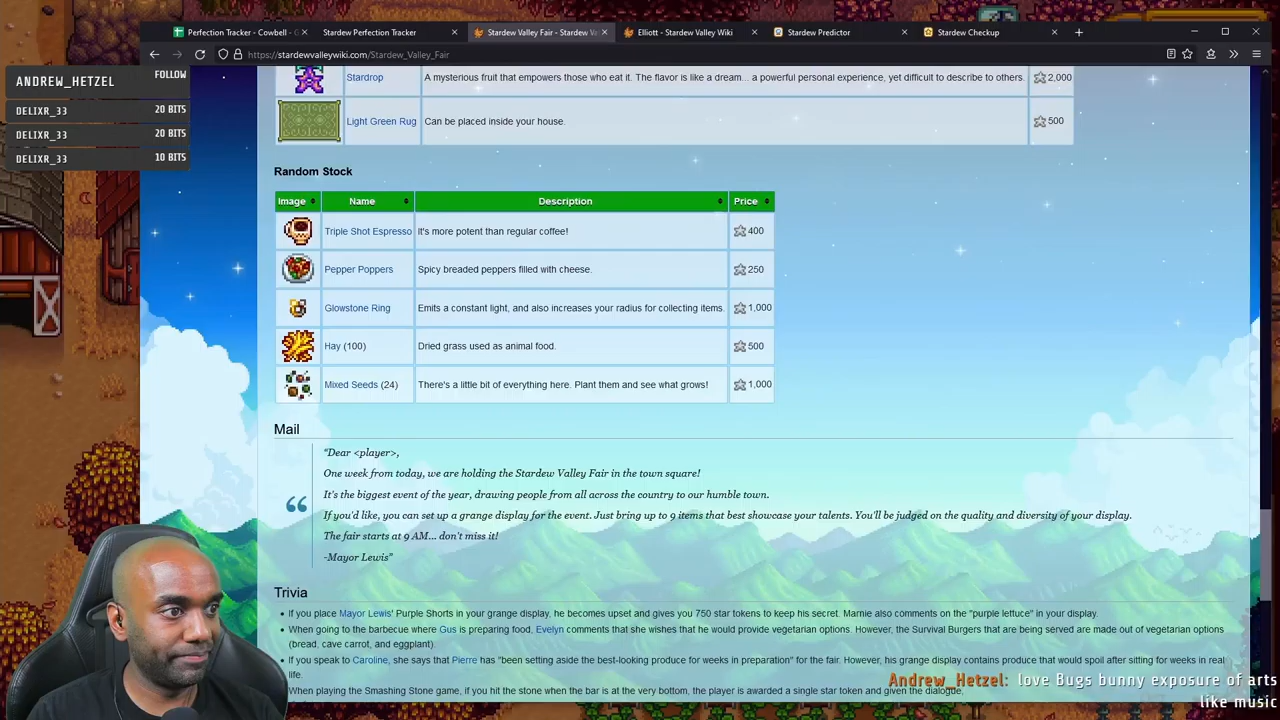 Perfection Tracker - Cowbell - G
Stardew Perfection Tracker
Stardew Valley Fair - Stardew Va
Elliott - Stardew Valley Wiki
Stardew Predictor
Stardew Checkup
https://stardewvalleywiki.com/Stardew_Valley_Fair
ANDREW_HETZEL FOLLOW
DELIXR_33 20 BITS
DELIXR_33 20 BITS
DELIXR_33 10 BITS
Stardrop A mysterious fruit that empowers those who eat it. The flavor is like a dream... a powerful personal experience, yet difficult to describe to others. 2,000
Light Green Rug Can be placed inside your house. 500
Random Stock
Image Name Description Price
Triple Shot Espresso It's more potent than regular coffee! 400
Pepper Poppers Spicy breaded peppers filled with cheese. 250
Glowstone Ring Emits a constant light, and also increases your radius for collecting items. 1,000
Hay (100) Dried grass used as animal food. 500
Mixed Seeds (24) There's a little bit of everything here. Plant them and see what grows! 1,000
Mail
“Dear <player>,
One week from today, we are holding the Stardew Valley Fair in the town square!
It's the biggest event of the year, drawing people from all across the country to our humble town.
If you'd like, you can set up a grange display for the event. Just bring up to 9 items that best showcase your talents. You'll be judged on the quality and diversity of your display.
The fair starts at 9 AM... don't miss it!
-Mayor Lewis”
Trivia
If you place Mayor Lewis' Purple Shorts in your grange display, he becomes upset and gives you 750 star tokens to keep his secret. Marnie also comments on the "purple lettuce" in your display.
When going to the barbecue where Gus is preparing food, Evelyn comments that she wishes that he would provide vegetarian options. However, the Survival Burgers that are being served are made out of vegetarian options
(bread, cave carrot, and eggplant).
If you speak to Caroline, she says that Pierre has "been setting aside the best-looking produce for weeks in preparation" for the fair. However, his grange display contains produce that would spoil after sitting for weeks in real
life.
When playing the Smashing Stone game, if you hit the stone when the bar is at the very bottom, the player is awarded a single star token and given the dialogue,
Andrew_Hetzel: love Bugs bunny exposure of arts
like music